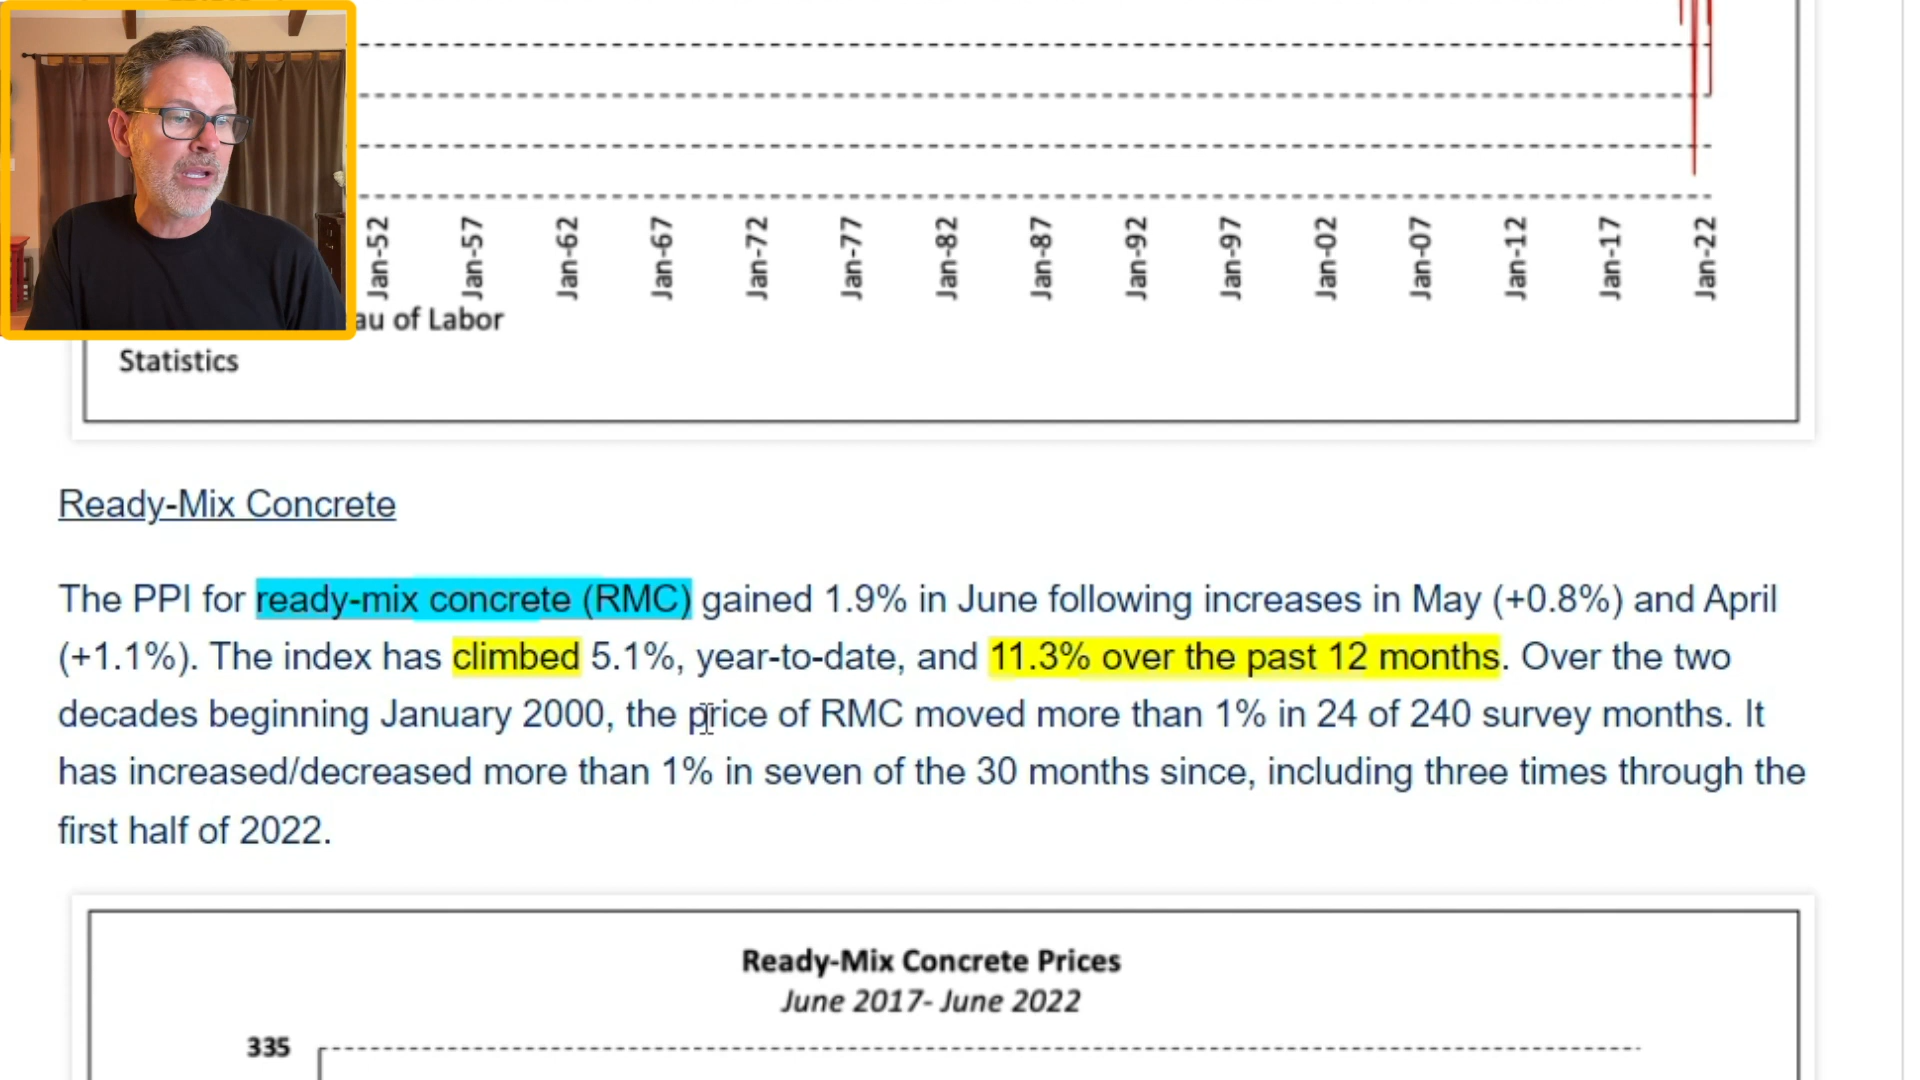 Jan-52 Jan-57 Jan-62 Jan-67 Jan-72 Jan-77 Jan-82 Jan-87 Jan-92 Jan-97 Jan-02 Jan-07 Jan-12 Jan-17 Jan-22
au of Labor
Statistics
Ready-Mix Concrete
The PPI for ready-mix concrete (RMC) gained 1.9% in June following increases in May (+0.8%) and April
(+1.1%). The index has climbed 5.1%, year-to-date, and 11.3% over the past 12 months. Over the two
decades beginning January 2000, the price of RMC moved more than 1% in 24 of 240 survey months. It
has increased/decreased more than 1% in seven of the 30 months since, including three times through the
first half of 2022.
Ready-Mix Concrete Prices
June 2017- June 2022
335